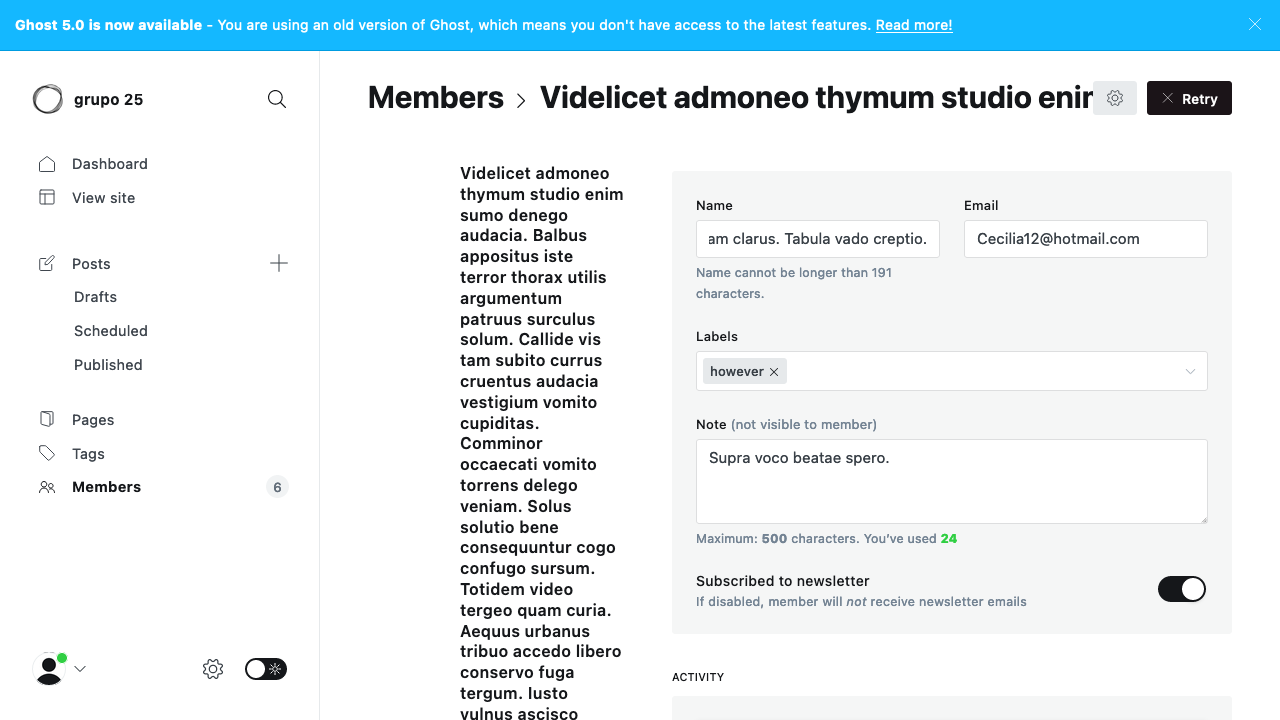 Ghost 5.0 is now available - You are using an old version of Ghost, which means you don't have access to the latest features. Read more!
grupo 25
Members
Videlicet admoneo thymum studio enim
Retry
Dashboard
View site
Posts
Drafts
Scheduled
Published
Pages
Tags
Members 6
Videlicet admoneo
thymum studio enim
sumo denego
audacia. Balbus
appositus iste
terror thorax utilis
argumentum
patruus surculus
solum. Callide vis
tam subito currus
cruentus audacia
vestigium vomito
cupiditas.
Comminor
occaecati vomito
torrens delego
veniam. Solus
solutio bene
consequuntur cogo
confugo sursum.
Totidem video
tergeo quam curia.
Aequus urbanus
tribuo accedo libero
conservo fuga
tergum. Iusto
vulnus ascisco
Name
am clarus. Tabula vado creptio.
Name cannot be longer than 191
characters.
Email
Cecilia12@hotmail.com
Labels
however
Note (not visible to member)
Supra voco beatae spero.
Maximum: 500 characters. You've used 24
Subscribed to newsletter
If disabled, member will not receive newsletter emails
ACTIVITY